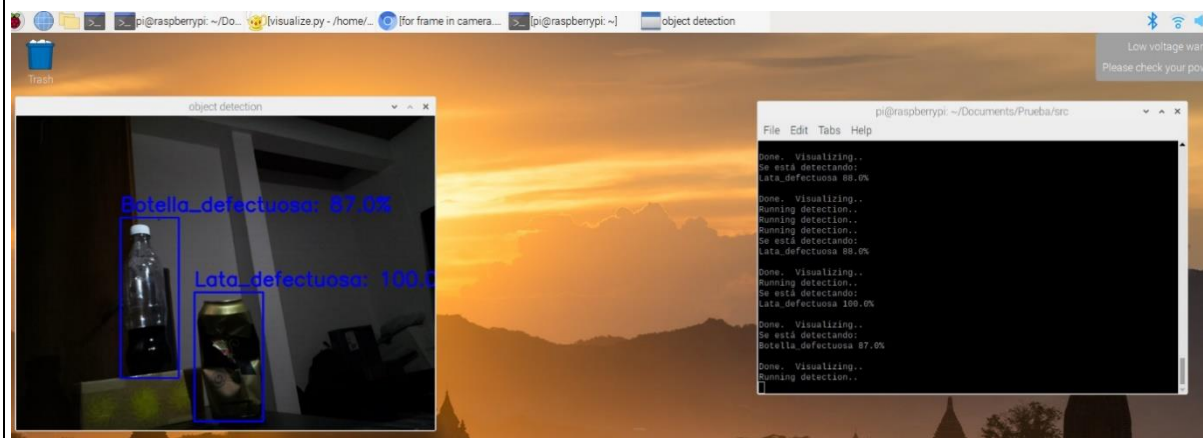 pi@raspberrypi: ~/Do...
[visualize.py - /home/...
[for frame in camera....
[pi@raspberrypi: ~]
object detection
Low voltage war
Please check your pow
Trash
object detection
Botella_defectuosa: 87.0%
Lata_defectuosa: 100.0
pi@raspberrypi: ~/Documents/Prueba/src
File Edit Tabs Help
Done. Visualizing..
Se está detectando:
Lata_defectuosa 88.0%
Done. Visualizing..
Running detection..
Running detection..
Running detection..
Se está detectando:
Lata_defectuosa 88.0%
Done. Visualizing..
Running detection..
Se está detectando:
Lata_defectuosa 100.0%
Done. Visualizing..
Se está detectando:
Botella_defectuosa 87.0%
Done. Visualizing..
Running detection..